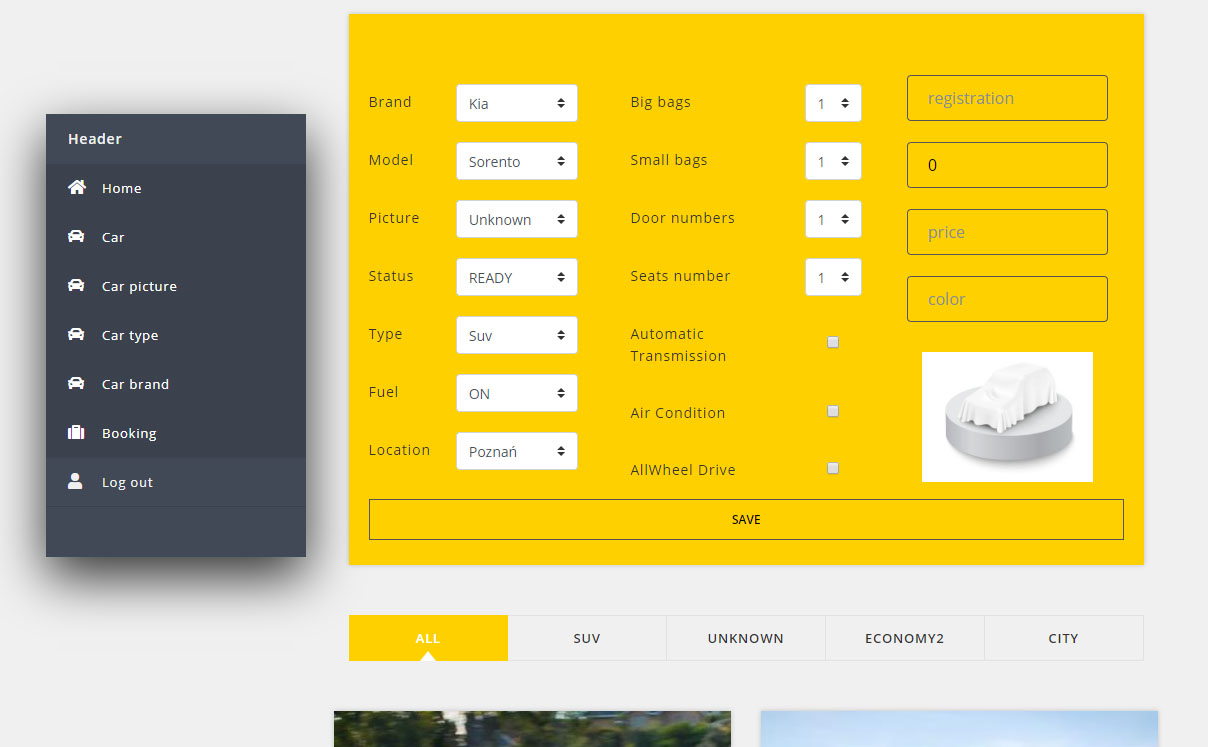 Header
Home
Car
Car picture
Car type
Car brand
Booking
Log out
Brand
Kia
Model
Sorento
Picture
Unknown
Status
READY
Type
Suv
Fuel
ON
Location
Poznań
Big bags
1
Small bags
1
Door numbers
1
Seats number
1
Automatic
Transmission
Air Condition
AllWheel Drive
registration
0
price
color
SAVE
ALL
SUV
UNKNOWN
ECONOMY2
CITY